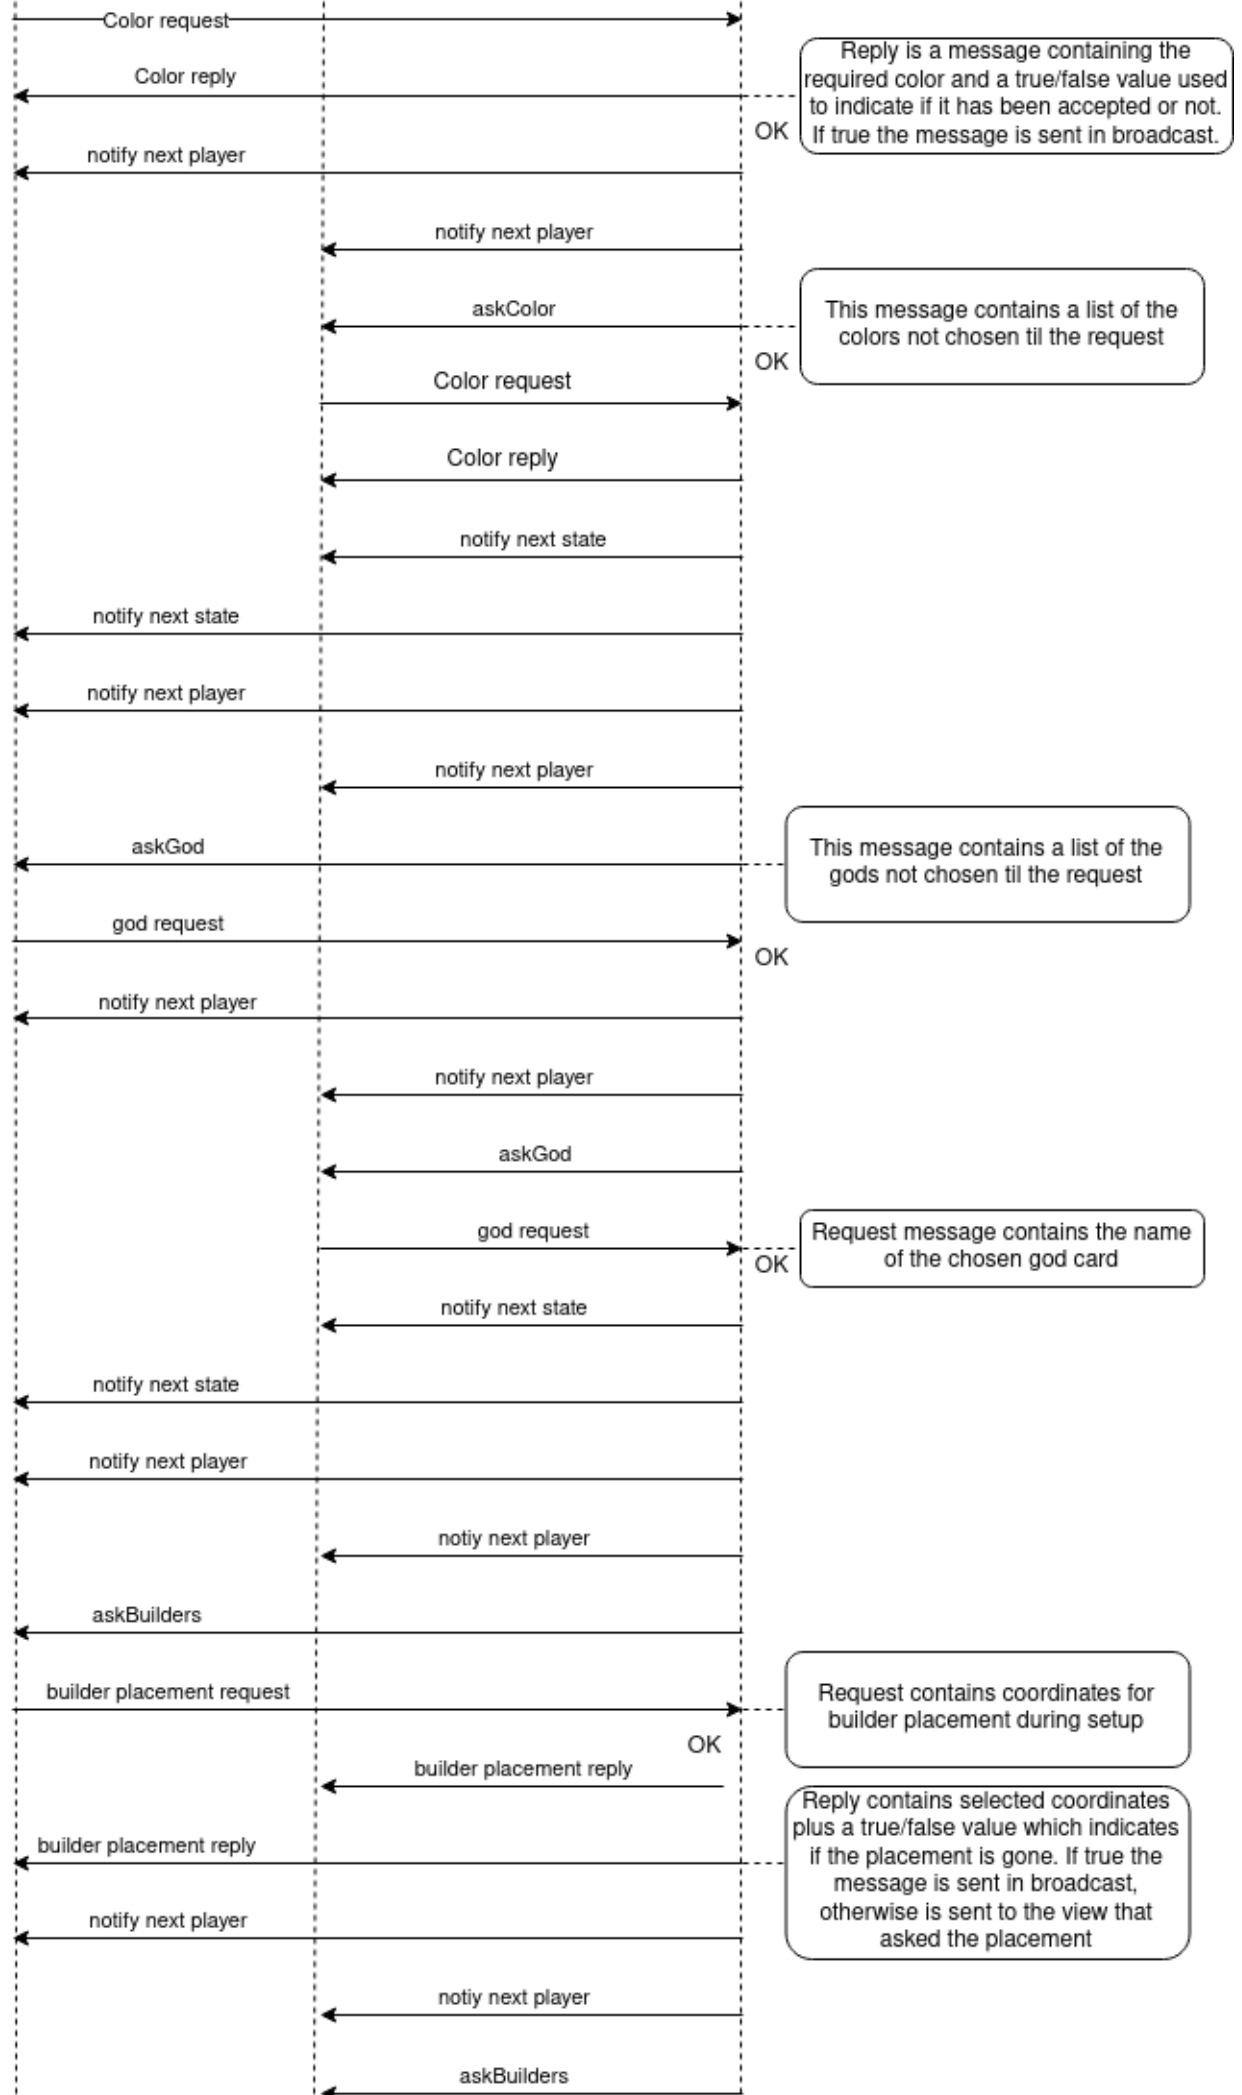 Color request
Reply is a message containing the
required color and a true/false value used
to indicate if it has been accepted or not.
If true the message is sent in broadcast.
Color reply
OK
notify next player
notify next player
askColor
This message contains a list of the
colors not chosen til the request
OK
Color request
Color reply
notify next state
notify next state
notify next player
notify next player
askGod
This message contains a list of the
gods not chosen til the request
god request
OK
notify next player
notify next player
askGod
god request
Request message contains the name
of the chosen god card
OK
notify next state
notify next state
notify next player
notiy next player
askBuilders
builder placement request
Request contains coordinates for
builder placement during setup
OK
builder placement reply
Reply contains selected coordinates
plus a true/false value which indicates
if the placement is gone. If true the
message is sent in broadcast,
otherwise is sent to the view that
asked the placement
builder placement reply
notify next player
notiy next player
askBuilders